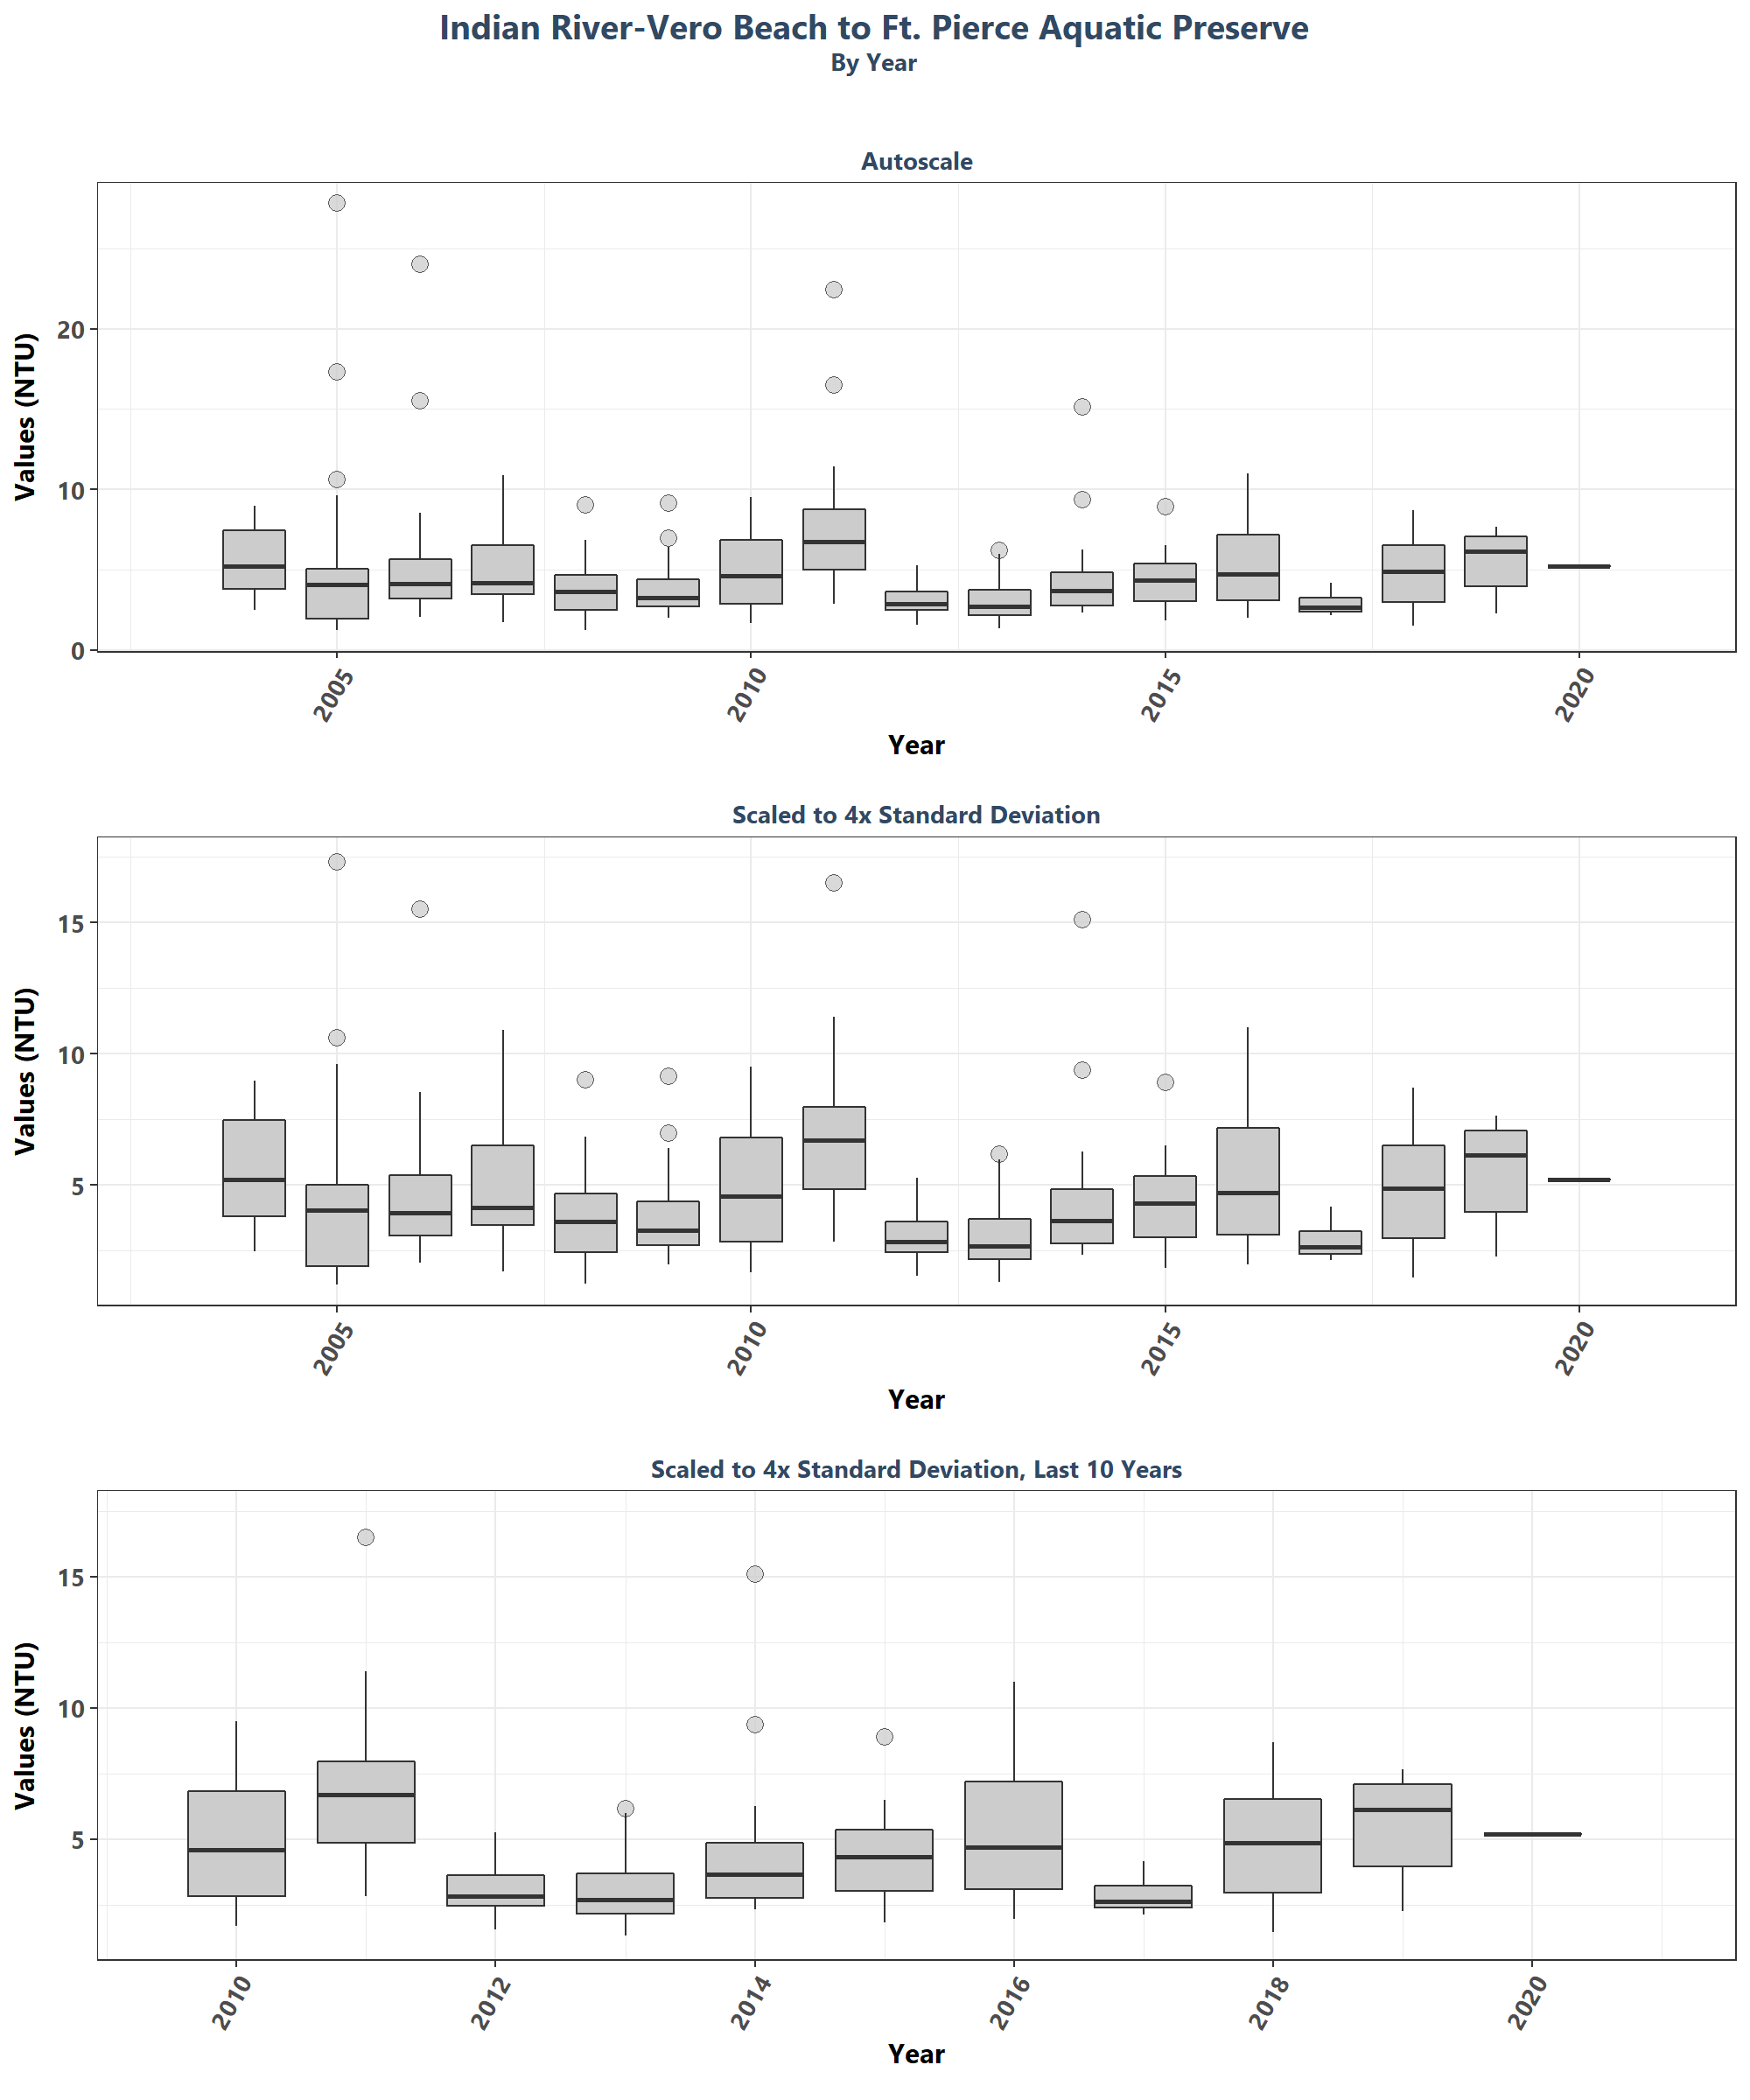 Indian River-Vero Beach to Ft. Pierce Aquatic Preserve
By Year
Autoscale
Values (NTU)
20
10
0
2005
2010
2015
2020
Year
Scaled to 4x Standard Deviation
Values (NTU)
15
10
5
2005
2010
2015
2020
Year
Scaled to 4x Standard Deviation, Last 10 Years
Values (NTU)
15
10
5
2010
2012
2014
2016
2018
2020
Year